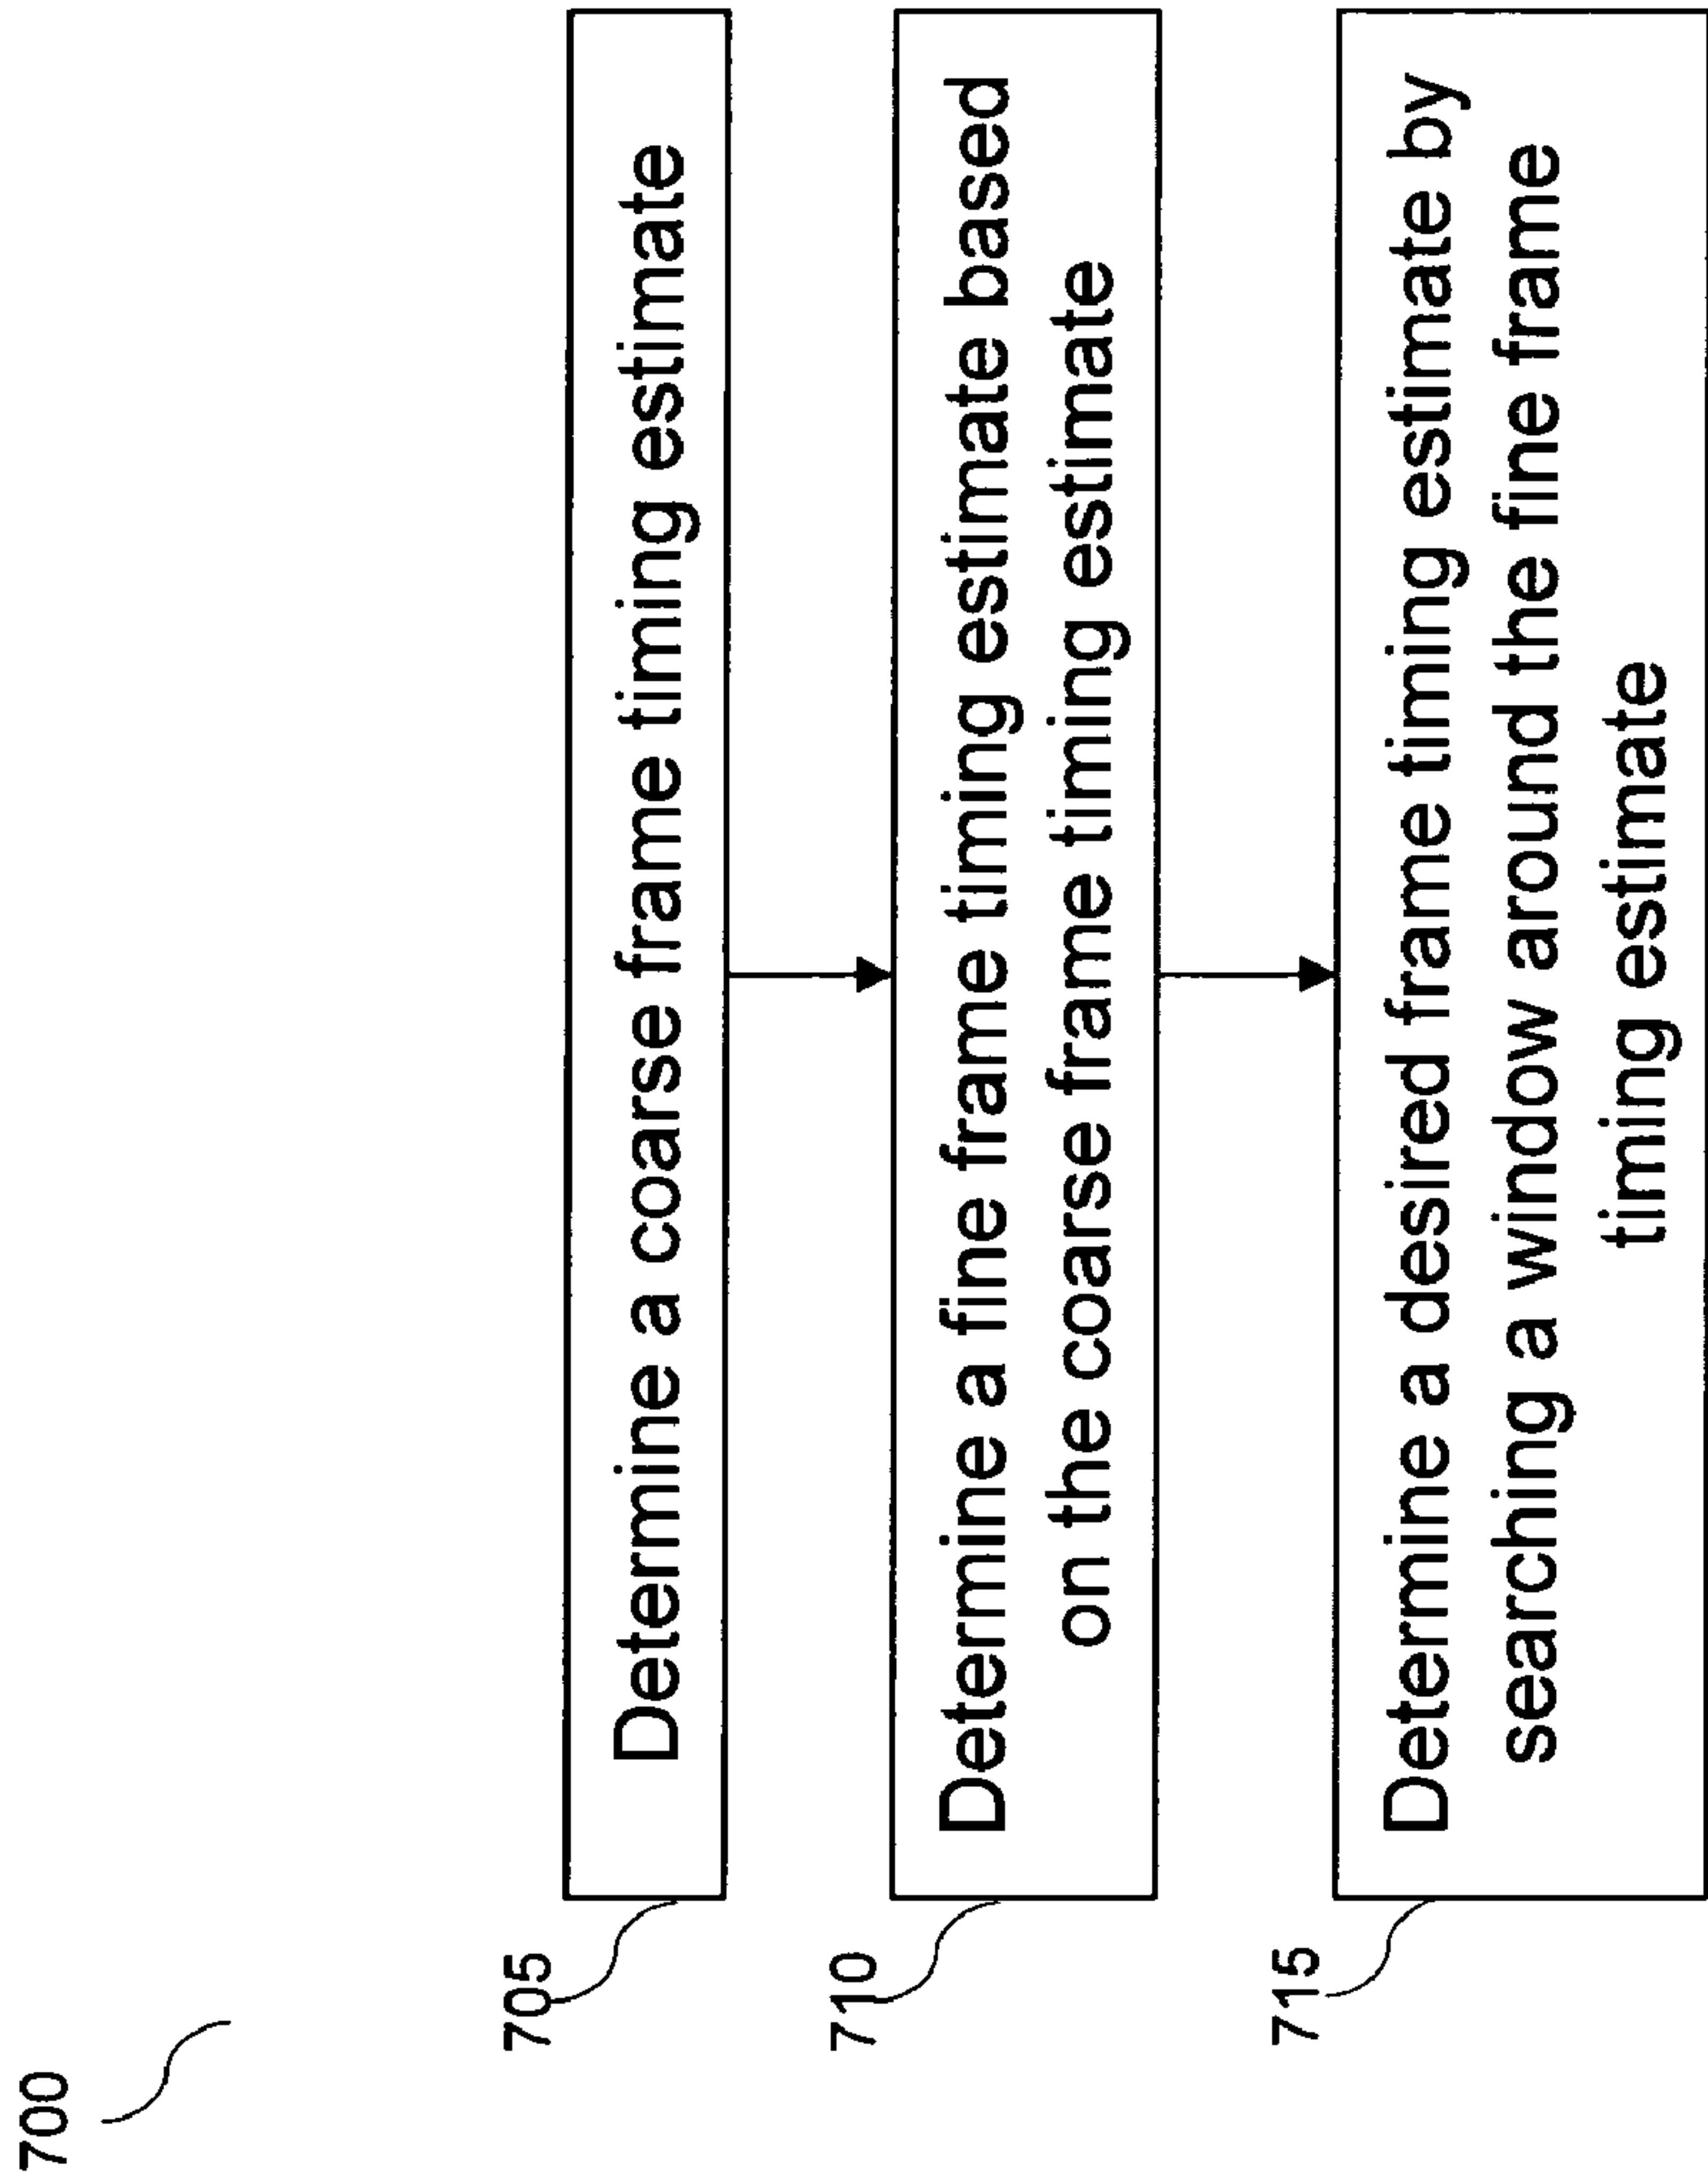 700
705
Determine a coarse frame timing estimate
710
Determine a fine frame timing estimate based
on the coarse frame timing estimate
715
Determine a desired frame timing estimate by
searching a window around the fine frame
timing estimate